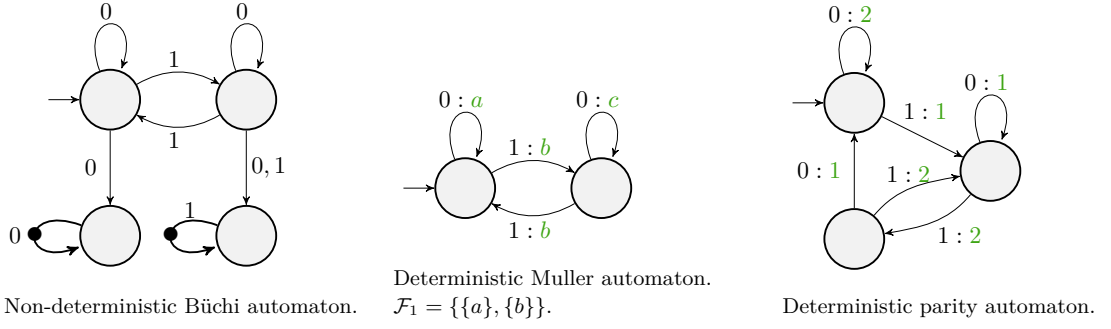 0
0
1
1
0
0, 1
0
1
Non-deterministic Büchi automaton.
0 : a
0 : c
1 : b
1 : b
Deterministic Muller automaton.
ℱ₁ = {{a}, {b}}.
0 : 2
1 : 1
0 : 1
0 : 1
1 : 2
1 : 2
Deterministic parity automaton.